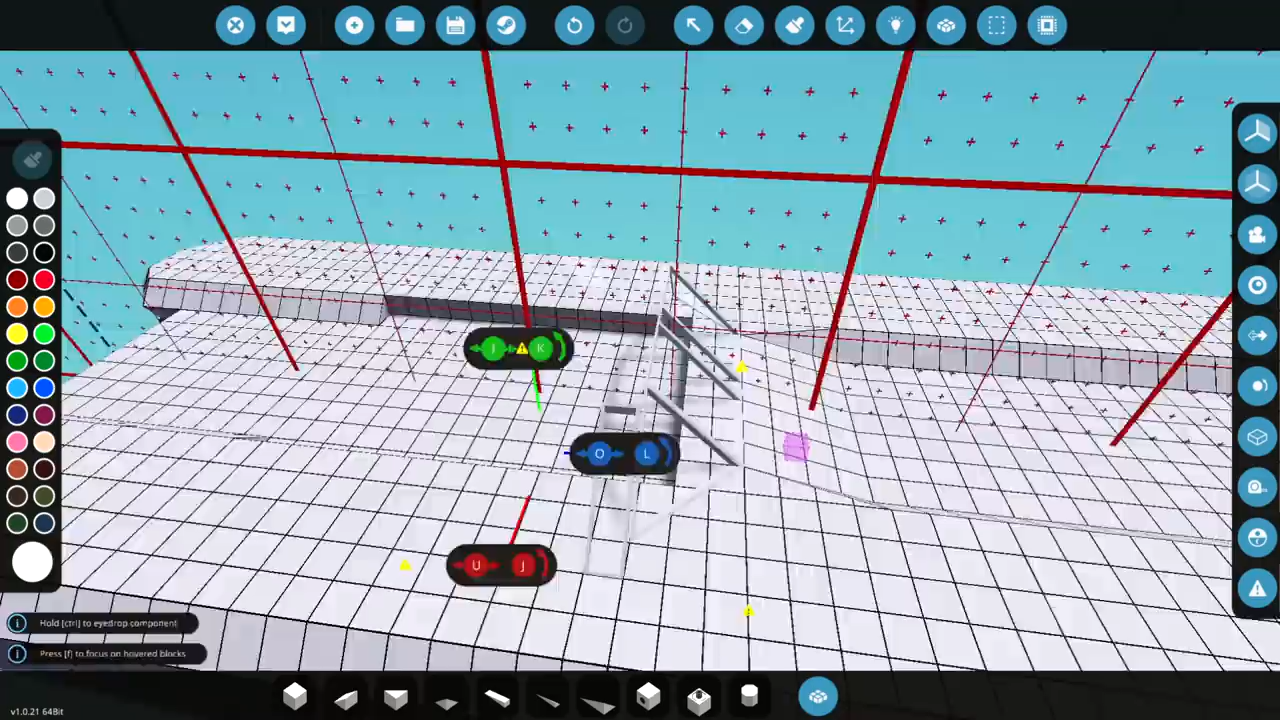 I K
O L
U J
Hold [ctrl] to eyedrop component
Press [f] to focus on hovered blocks
v1.0.21 64Bit